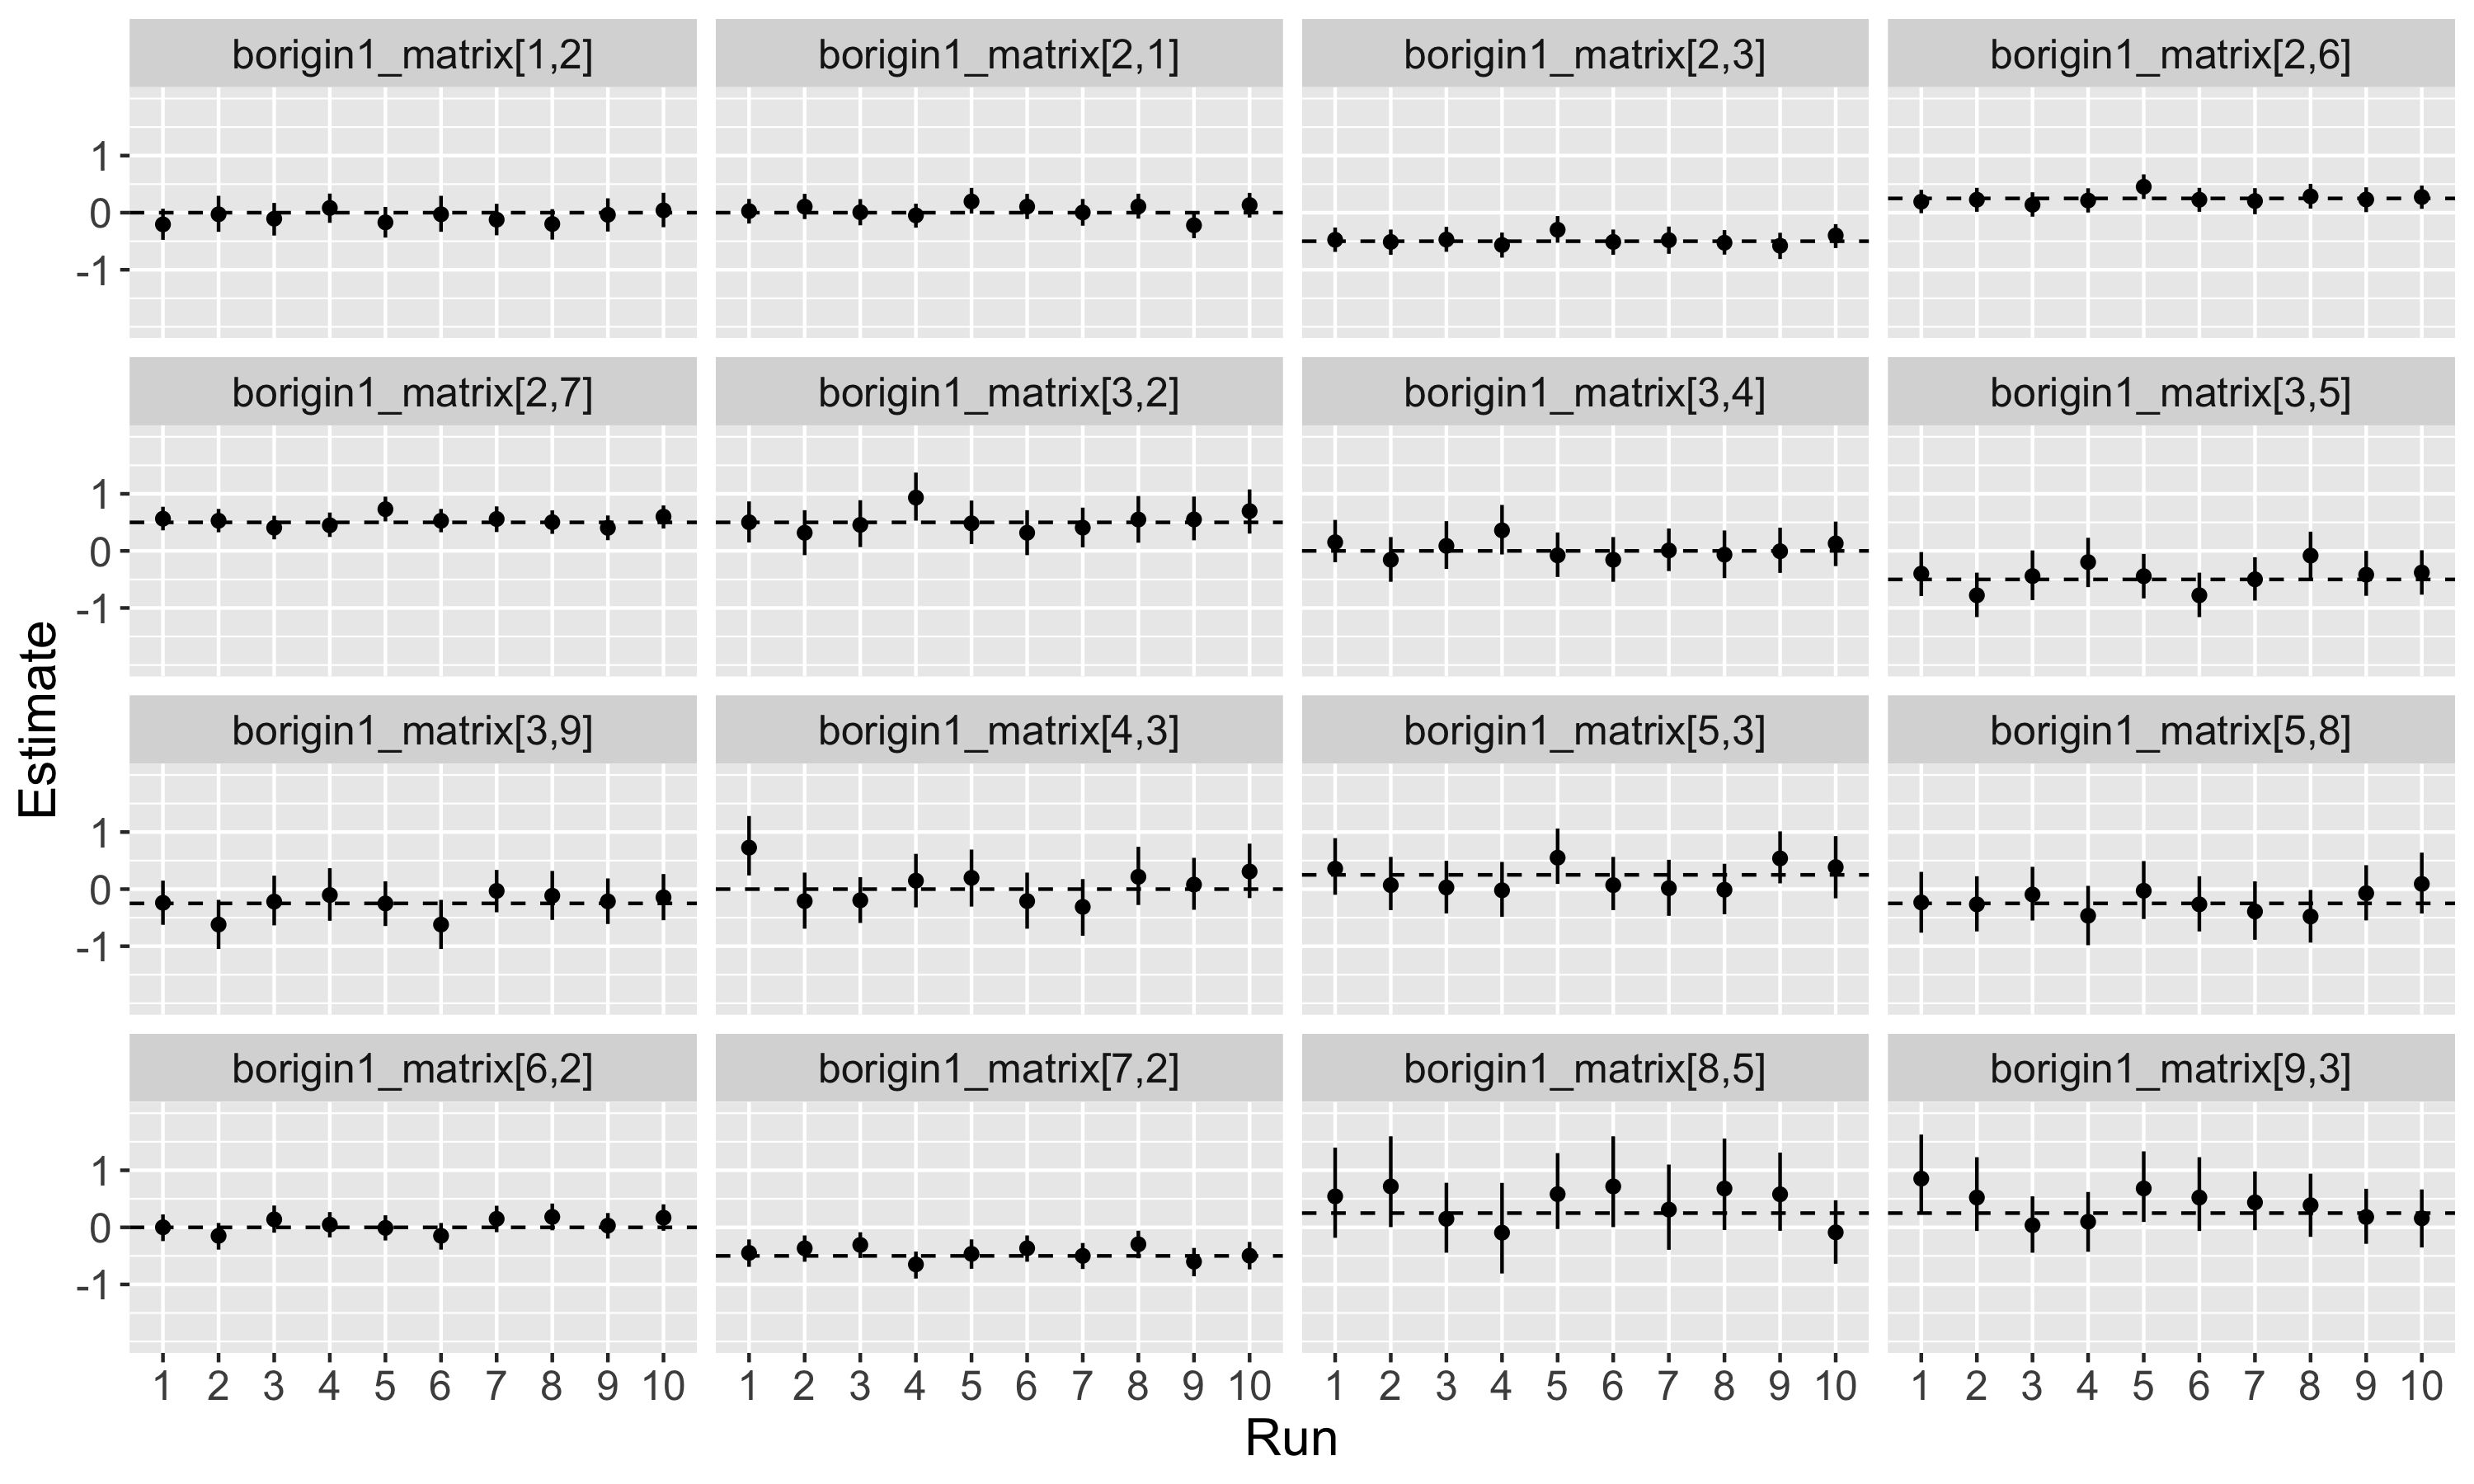 borigin1_matrix[1,2] borigin1_matrix[2,1] borigin1_matrix[2,3] borigin1_matrix[2,6]
1
0
-1
borigin1_matrix[2,7] borigin1_matrix[3,2] borigin1_matrix[3,4] borigin1_matrix[3,5]
1
0
-1
Estimate
borigin1_matrix[3,9] borigin1_matrix[4,3] borigin1_matrix[5,3] borigin1_matrix[5,8]
1
0
-1
borigin1_matrix[6,2] borigin1_matrix[7,2] borigin1_matrix[8,5] borigin1_matrix[9,3]
1
0
-1
1 2 3 4 5 6 7 8 9 10 1 2 3 4 5 6 7 8 9 10 1 2 3 4 5 6 7 8 9 10 1 2 3 4 5 6 7 8 9 10
Run